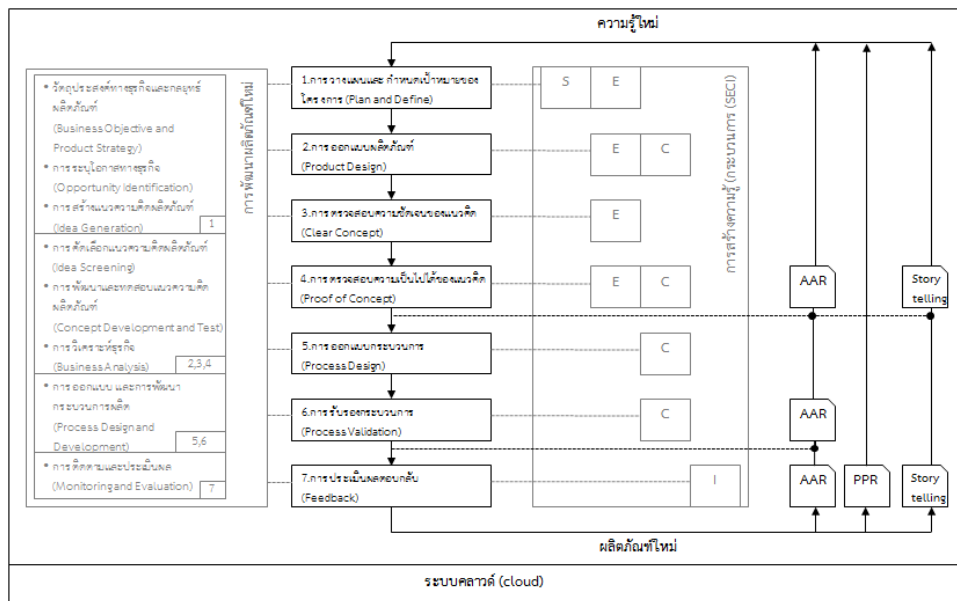 ความรู้ใหม่
* วัตถุประสงค์ทางธุรกิจและกลยุทธ์
ผลิตภัณฑ์
(Business Objective and
Product Strategy)
* การระบุโอกาสทางธุรกิจ
(Opportunity Identification)
* การสร้างแนวความคิดผลิตภัณฑ์
(Idea Generation)
1
* การคัดเลือกแนวความคิดผลิตภัณฑ์
(Idea Screening)
* การพัฒนาและทดสอบแนวความคิด
ผลิตภัณฑ์
(Concept Development and Test)
* การวิเคราะห์ธุรกิจ
(Business Analysis)
2,3,4
* การออกแบบ และการพัฒนา
กระบวนการผลิต
(Process Design and
Development)
5,6
* การติดตามและประเมินผล
(Monitoring and Evaluation)
7
การพัฒนาผลิตภัณฑ์ใหม่
1.การวางแผนและ กำหนดเป้าหมายของ
โครงการ (Plan and Define)
2.การออกแบบผลิตภัณฑ์
(Product Design)
3.การตรวจสอบความชัดเจนของแนวคิด
(Clear Concept)
4.การตรวจสอบความเป็นไปได้ของแนวคิด
(Proof of Concept)
5.การออกแบบกระบวนการ
(Process Design)
6.การรับรองกระบวนการ
(Process Validation)
7.การประเมินผลตอบกลับ
(Feedback)
S E
E C
E
E C
C
C
I
การสร้างความรู้ (กระบวนการ (SECI)
AAR
Story
telling
AAR
AAR
PPR
Story
telling
ผลิตภัณฑ์ใหม่
ระบบคลาวด์ (cloud)